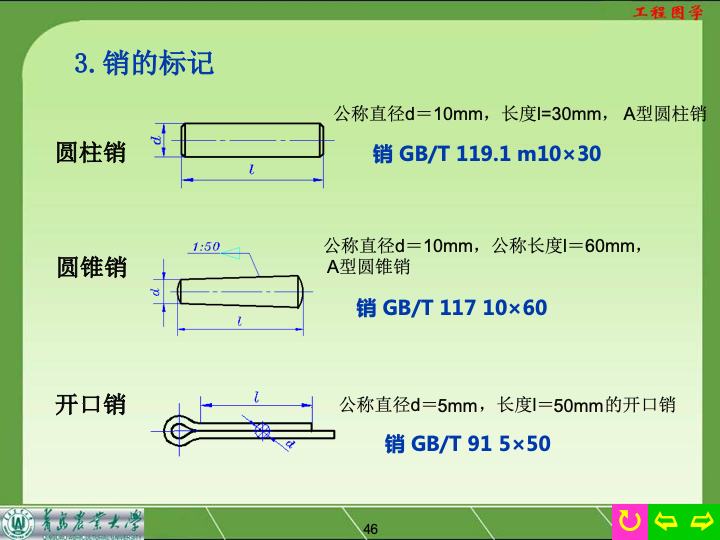 工程图学
3.销的标记
公称直径d＝10mm，长度l=30mm， A型圆柱销
圆柱销
d
l
销 GB/T 119.1 m10×30
公称直径d＝10mm，公称长度l＝60mm，
A型圆锥销
圆锥销
1:50
d
l
销 GB/T 117 10×60
开口销
l
d
公称直径d＝5mm，长度l＝50mm的开口销
销 GB/T 91 5×50
青岛农业大学
46